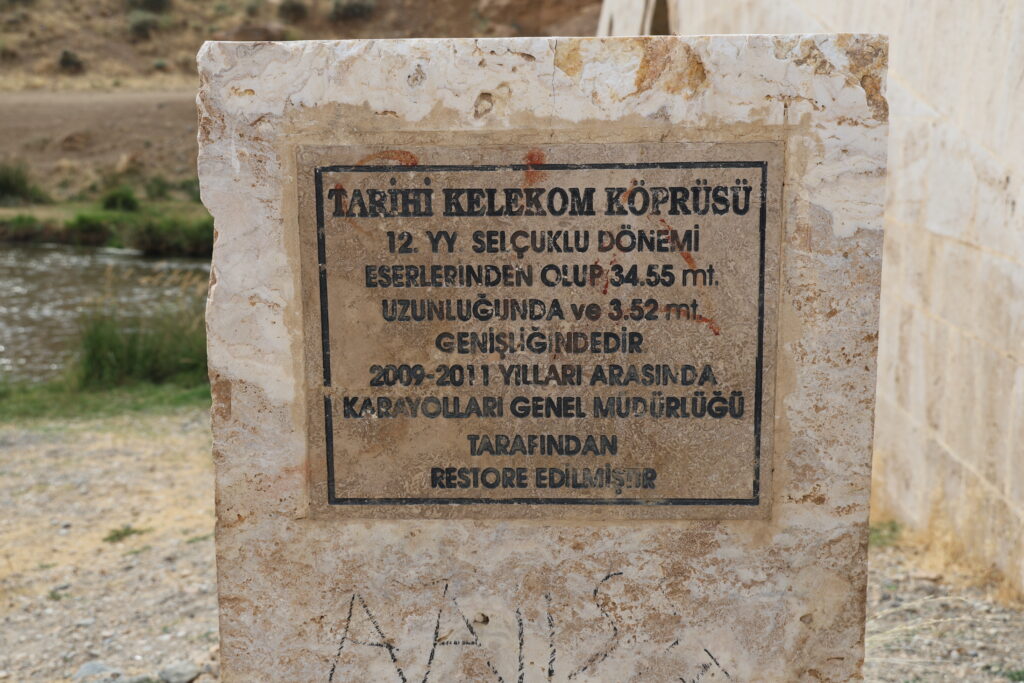 TARİHİ KELEKOM KÖPRÜSÜ
12. YY SELÇUKLU DÖNEMİ
ESERLERİNDEN OLUP 34.55 mt.
UZUNLUĞUNDA ve 3.52 mt.
GENİŞLİĞİNDEDİR
2009-2011 YILLARI ARASINDA
KARAYOLLARI GENEL MÜDÜRLÜĞÜ
TARAFINDAN
RESTORE EDİLMİŞTİR